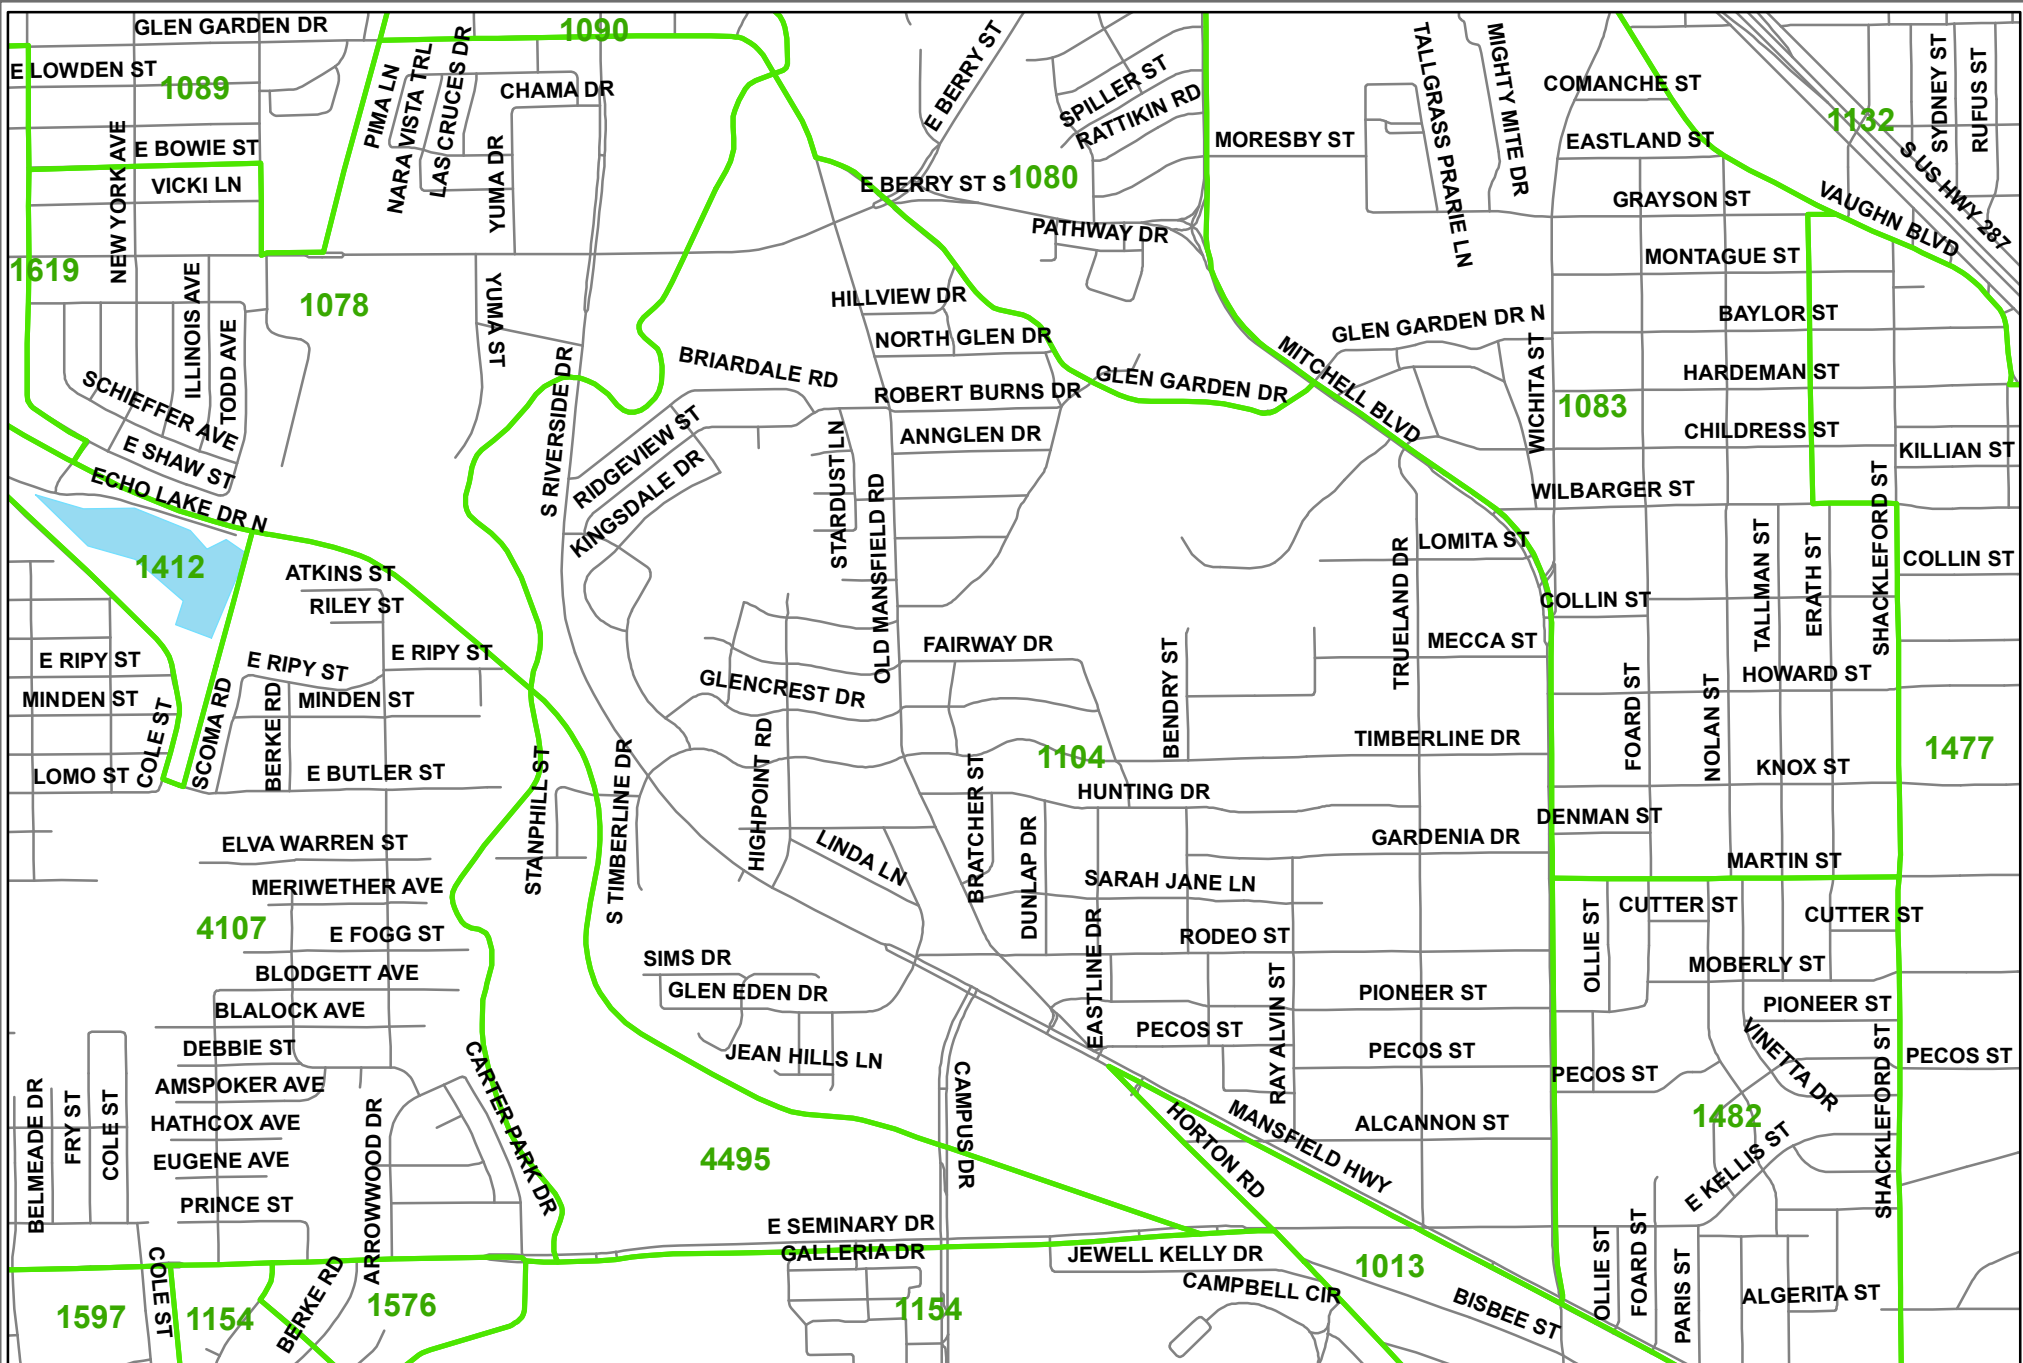 GLEN GARDEN DR
1090
E LOWDEN ST
1089
PIMA LN
NARA VISTA TRL
LAS CRUCES DR
CHAMA DR
YUMA DR
E BERRY ST
SPILLER ST
RATTIKIN RD
MORESBY ST
TALLGRASS PRARIE LN
MIGHTY MITE DR
COMANCHE ST
EASTLAND ST
1132
SYDNEY ST
RUFUS ST
S US HWY 287
NEW YORK AVE
E BOWIE ST
VICKI LN
E BERRY ST S
1080
GRAYSON ST
VAUGHN BLVD
PATHWAY DR
MONTAGUE ST
1619
ILLINOIS AVE
TODD AVE
1078
YUMA ST
HILLVIEW DR
NORTH GLEN DR
BAYLOR ST
GLEN GARDEN DR N
MITCHELL BLVD
WICHITA ST
BRIARDALE RD
ROBERT BURNS DR
GLEN GARDEN DR
HARDEMAN ST
1083
SCHIEFFER AVE
E SHAW ST
S RIVERSIDE DR
RIDGEVIEW ST
KINGSDALE DR
STARDUST LN
ANNGLEN DR
OLD MANSFIELD RD
CHILDRESS ST
KILLIAN ST
ECHO LAKE DR N
WILBARGER ST
SHACKLEFORD ST
1412
ATKINS ST
RILEY ST
LOMITA ST
TRUELAND DR
TALLMAN ST
ERATH ST
COLLIN ST
COLLIN ST
E RIPY ST
E RIPY ST
E RIPY ST
FAIRWAY DR
BENDRY ST
MECCA ST
HOWARD ST
MINDEN ST
MINDEN ST
COLE ST
SCOMA RD
BERKE RD
GLENCREST DR
FOARD ST
NOLAN ST
LOMO ST
E BUTLER ST
STANPHILL ST
S TIMBERLINE DR
HIGHPOINT RD
1104
TIMBERLINE DR
KNOX ST
1477
BRATCHER ST
HUNTING DR
DENMAN ST
ELVA WARREN ST
LINDA LN
DUNLAP DR
GARDENIA DR
MARTIN ST
MERIWETHER AVE
SARAH JANE LN
CUTTER ST
CUTTER ST
4107
E FOGG ST
EASTLINE DR
RODEO ST
OLLIE ST
BLODGETT AVE
SIMS DR
GLEN EDEN DR
MOBERLY ST
BLALOCK AVE
RAY ALVIN ST
PIONEER ST
PIONEER ST
DEBBIE ST
CARTER PARK DR
JEAN HILLS LN
PECOS ST
PECOS ST
PECOS ST
PECOS ST
VINETTA DR
SHACKLEFORD ST
BELMEADE DR
FRY ST
COLE ST
AMSPOKER AVE
HATHCOX AVE
ARROWWOOD DR
CAMPUS DR
HORTON RD
MANSFIELD HWY
ALCANNON ST
1482
E KELLIS ST
EUGENE AVE
4495
PRINCE ST
E SEMINARY DR
GALLERIA DR
JEWELL KELLY DR
1013
OLLIE ST
FOARD ST
PARIS ST
COLE ST
BERKE RD
CAMPBELL CIR
BISBEE ST
ALGERITA ST
1597
1154
1576
1154